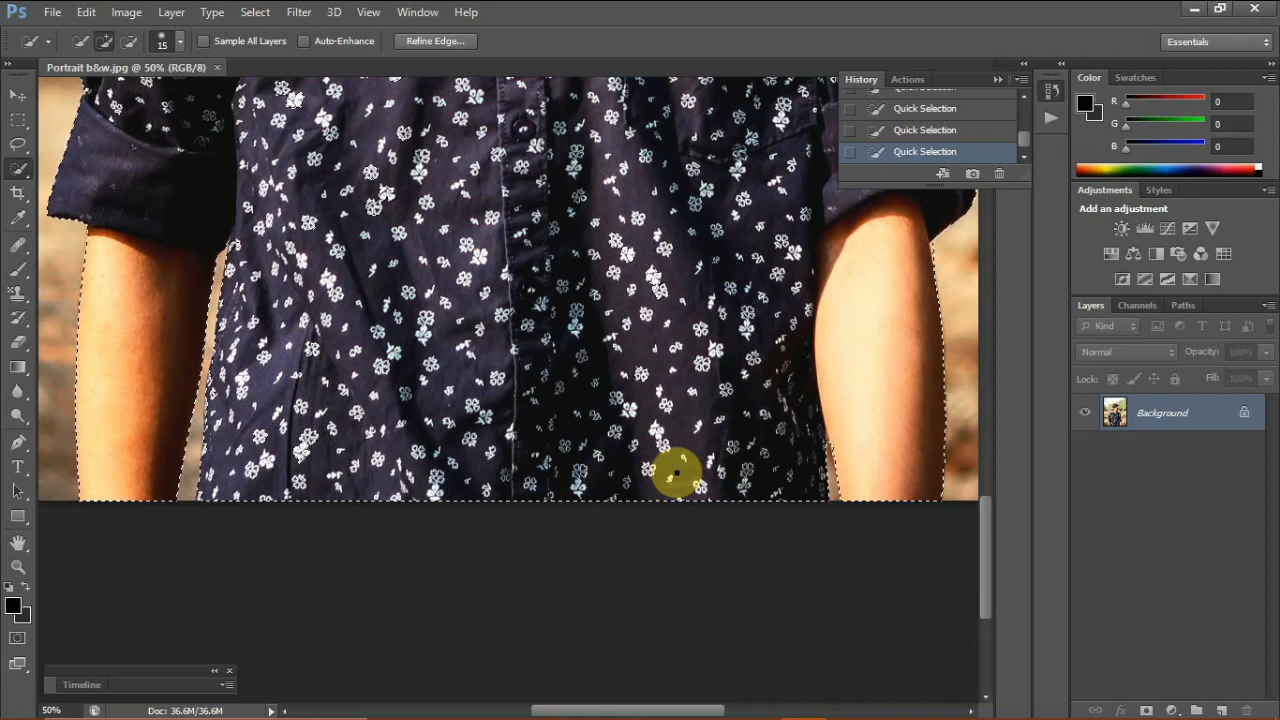 Ps File Edit Image Layer Type Select Filter 3D View Window Help
15 Sample All Layers Auto-Enhance Refine Edge... Essentials
Portrait b&w.jpg @ 50% (RGB/8) ×
History Actions
Quick Selection
Quick Selection
Quick Selection
Color Swatches
R 0
G 0
B 0
Adjustments Styles
Add an adjustment
Layers Channels Paths
Kind
Normal Opacity: 100%
Lock: Fill: 100%
Background
Timeline
50% Doc: 36.6M/36.6M